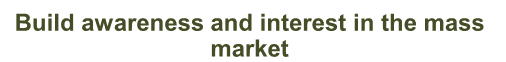 Build awareness and interest in the mass
market